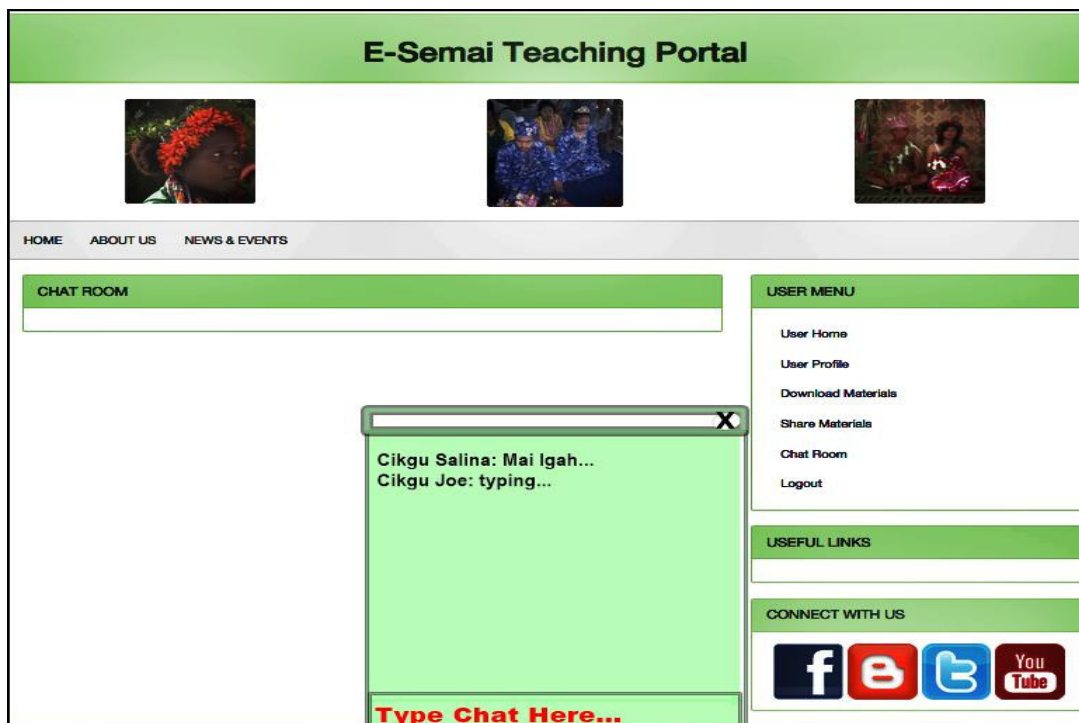 E-Semai Teaching Portal
HOME ABOUT US NEWS & EVENTS
CHAT ROOM
X
Cikgu Salina: Mai Igah...
Cikgu Joe: typing...
Type Chat Here...
USER MENU
User Home
User Profile
Download Materials
Share Materials
Chat Room
Logout
USEFUL LINKS
CONNECT WITH US
f
B
t
You
Tube